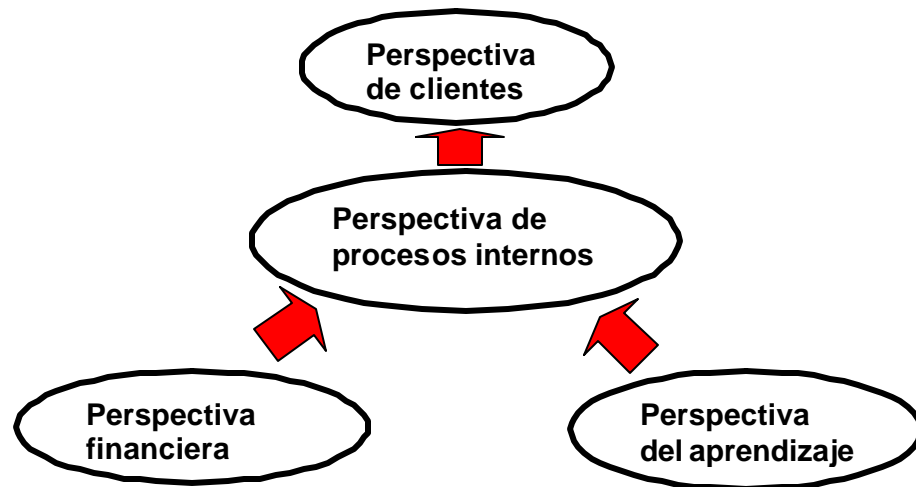 Perspectiva
de clientes
Perspectiva de
procesos internos
Perspectiva
financiera
Perspectiva
del aprendizaje